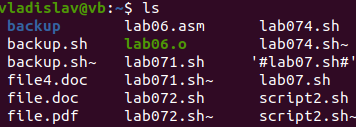 vladislav@vb:~$ ls
backup lab06.asm lab074.sh
backup.sh lab06.o lab074.sh~
backup.sh~ lab071.sh '#lab07.sh#'
file4.doc lab071.sh~ lab07.sh
file.doc lab072.sh script2.sh
file.pdf lab072.sh~ script2.sh~